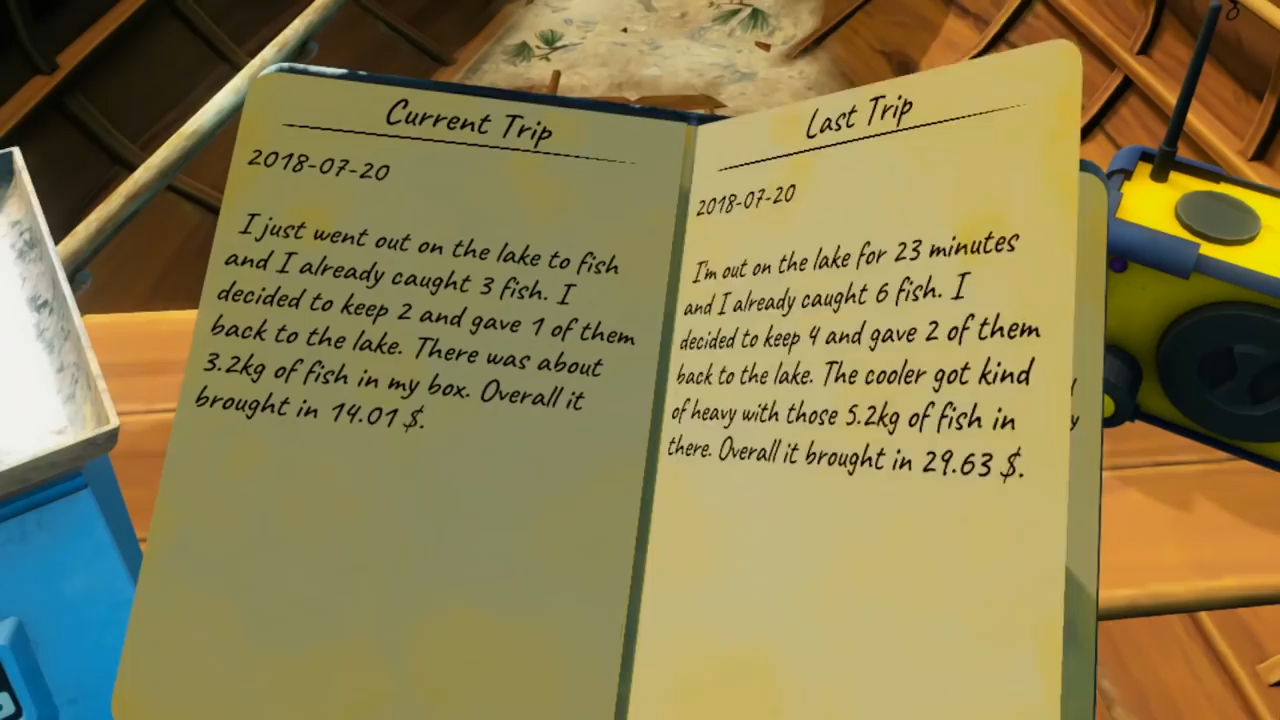 Current Trip
2018-07-20
I just went out on the lake to fish
and I already caught 3 fish. I
decided to keep 2 and gave 1 of them
back to the lake. There was about
3.2kg of fish in my box. Overall it
brought in 14.01 $.
Last Trip
2018-07-20
I'm out on the lake for 23 minutes
and I already caught 6 fish. I
decided to keep 4 and gave 2 of them
back to the lake. The cooler got kind
of heavy with those 5.2kg of fish in
there. Overall it brought in 29.63 $.